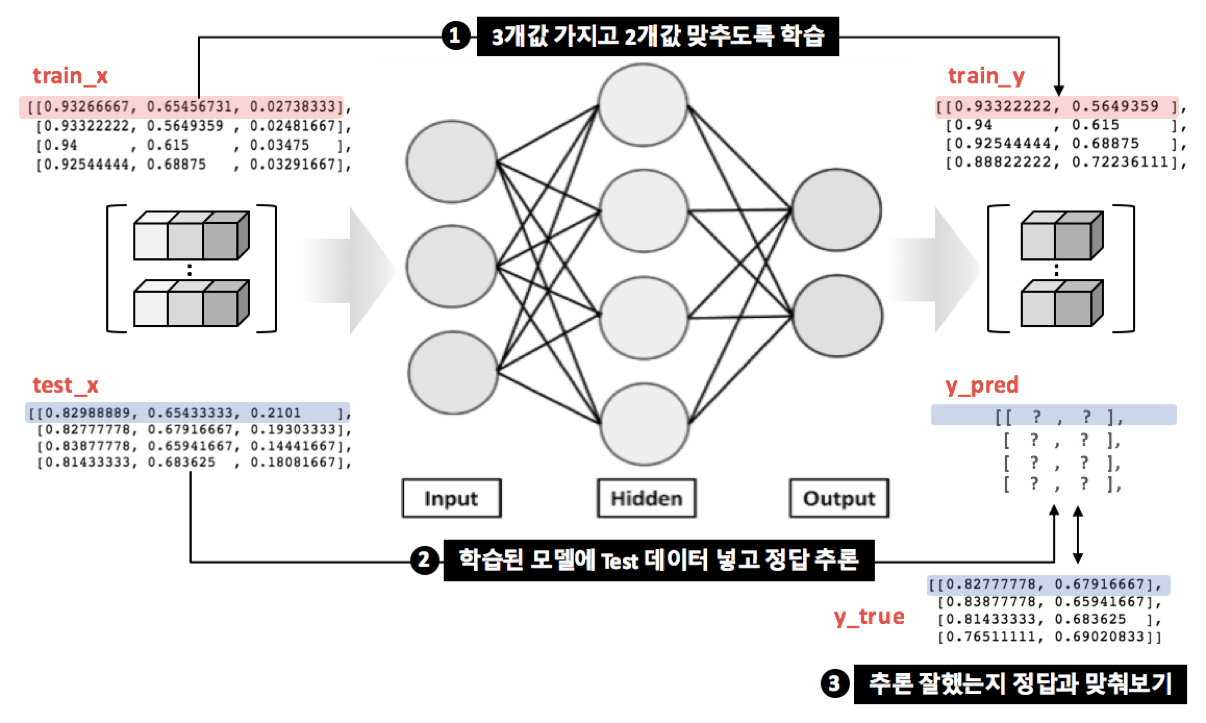 ❶ 3개값 가지고 2개값 맞추도록 학습
train_x
[[0.93266667, 0.65456731, 0.02738333],
[0.93322222, 0.5649359 , 0.02481667],
[0.94 , 0.615 , 0.03475 ],
[0.92544444, 0.68875 , 0.03291667],
train_y
[[0.93322222, 0.5649359 ],
[0.94 , 0.615 ],
[0.92544444, 0.68875 ],
[0.88822222, 0.72236111],
test_x
[[0.82988889, 0.65433333, 0.2101 ],
[0.82777778, 0.67916667, 0.19303333],
[0.83877778, 0.65941667, 0.14441667],
[0.81433333, 0.683625 , 0.18081667],
y_pred
[[ ? , ? ],
[ ? , ? ],
[ ? , ? ],
[ ? , ? ],
Input
Hidden
Output
❷ 학습된 모델에 Test 데이터 넣고 정답 추론
y_true
[[0.82777778, 0.67916667],
[0.83877778, 0.65941667],
[0.81433333, 0.683625 ],
[0.76511111, 0.69020833]]
❸ 추론 잘했는지 정답과 맞춰보기